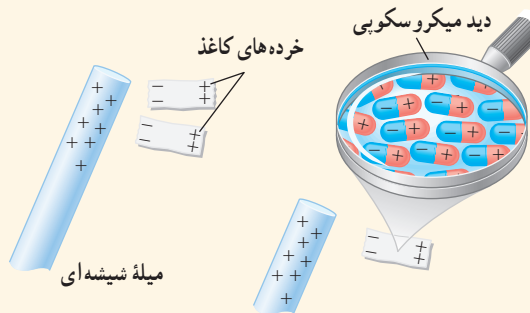 دید میکروسکوپی
خرده‌های کاغذ
میلهٔ شیشه‌ای